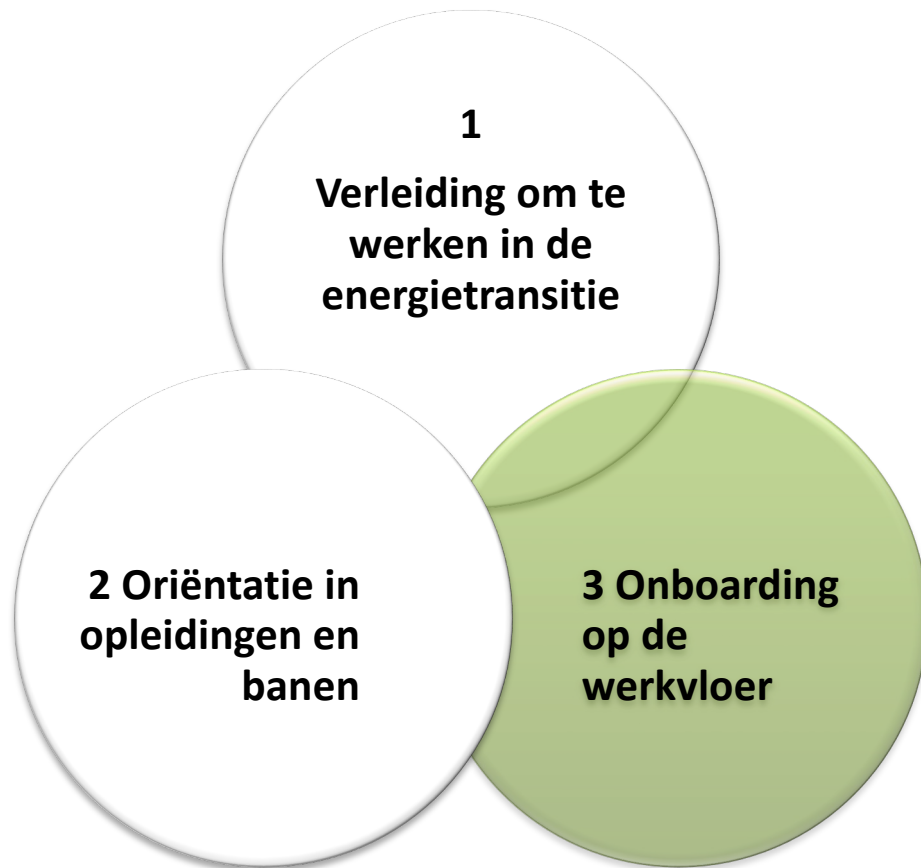 1
Verleiding om te
werken in de
energietransitie
2 Oriëntatie in
opleidingen en
banen
3 Onboarding
op de
werkvloer